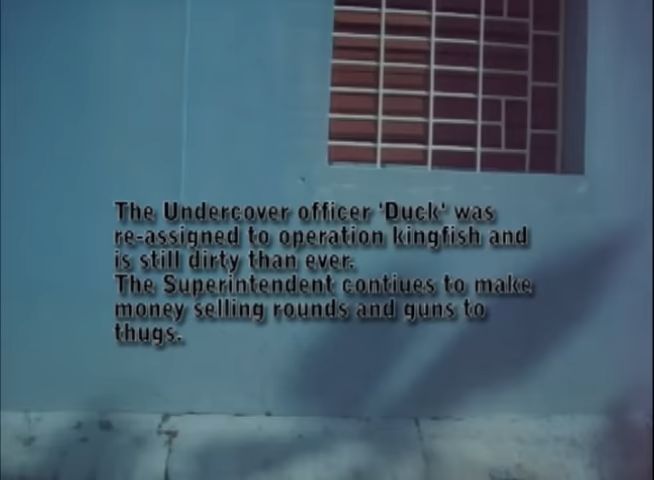 The Undercover officer 'Duck' was
re-assigned to operation kingfish and
is still dirty than ever.
The Superintendent contiues to make
money selling rounds and guns to
thugs.